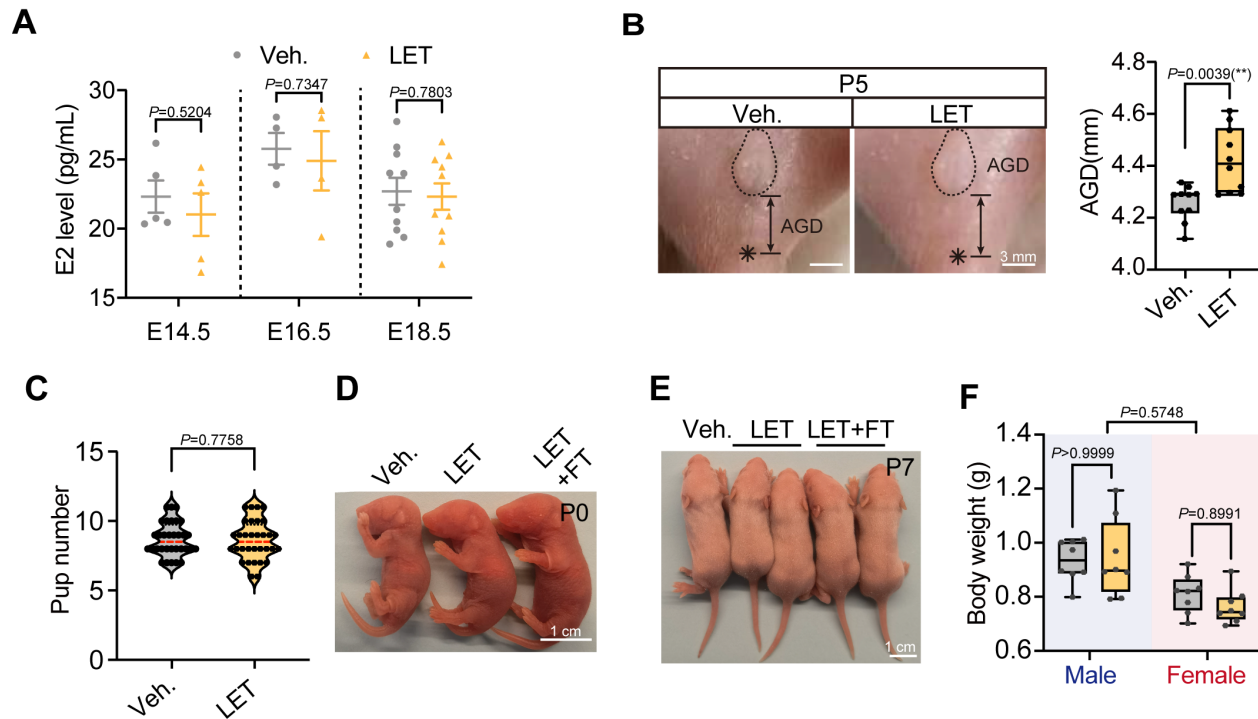 A
Veh. LET
P=0.5204
P=0.7347
P=0.7803
E2 level (pg/mL)
30
25
20
15
E14.5 E16.5 E18.5
B
P5
Veh. LET
AGD
AGD
3 mm
P=0.0039(**)
AGD(mm)
4.8
4.6
4.4
4.2
4.0
Veh. LET
C
P=0.7758
Pup number
15
10
5
0
Veh. LET
D
Veh. LET LET
+FT
P0
1 cm
E
Veh. LET LET+FT
P7
1 cm
F
P=0.5748
P>0.9999
P=0.8991
Body weight (g)
1.4
1.2
1.0
0.8
0.6
Male Female